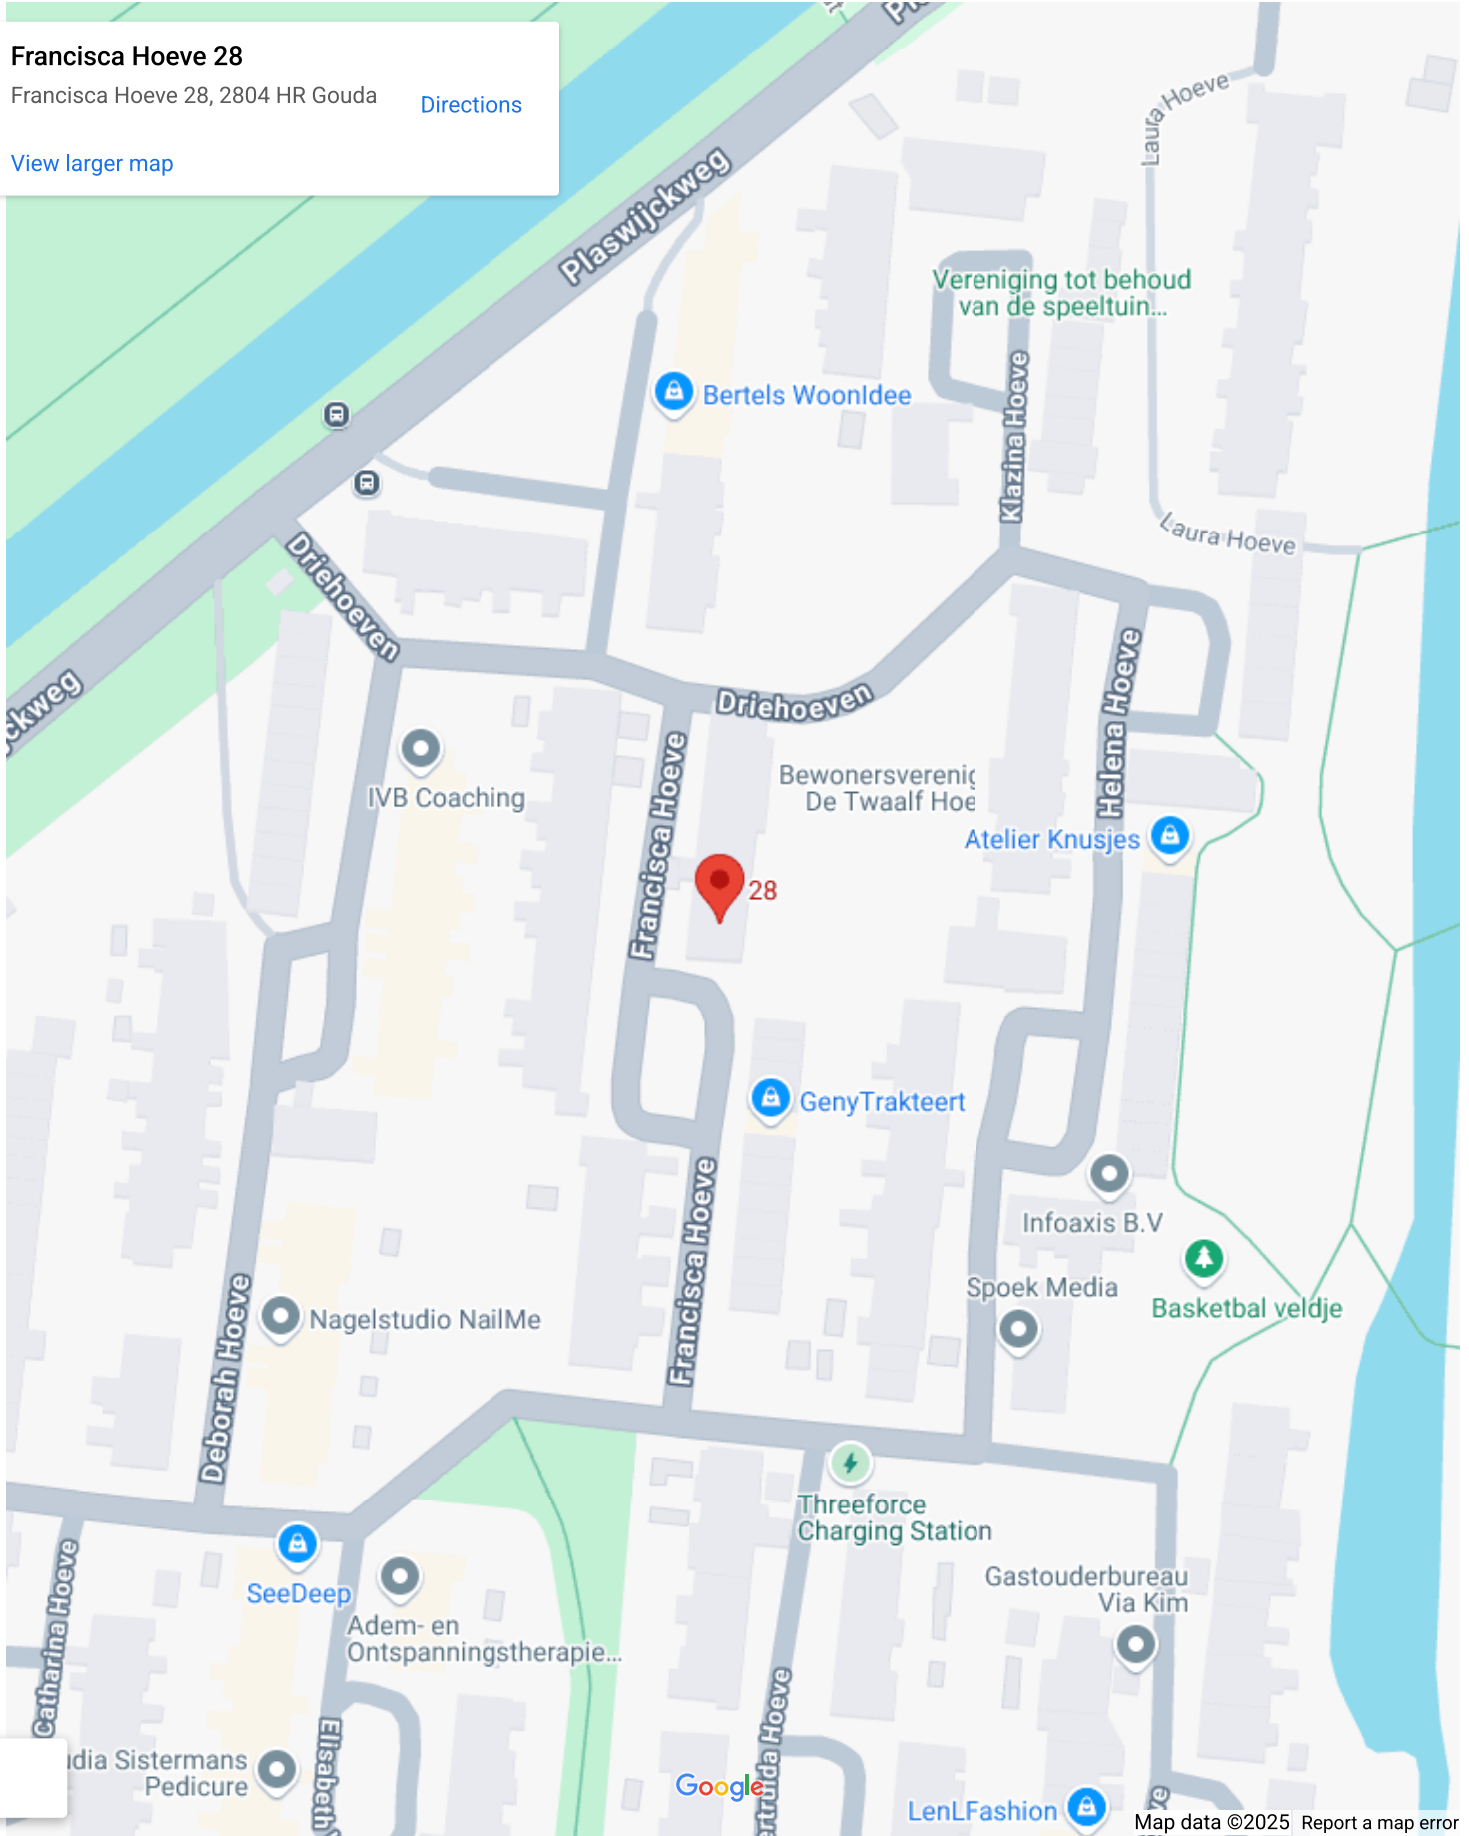 Francisca Hoeve 28
Francisca Hoeve 28, 2804 HR Gouda
Directions
View larger map
Laura Hoeve
Plaswijckweg
Vereniging tot behoud
van de speeltuin...
Bertels WoonIdee
Klazina Hoeve
Laura Hoeve
Driehoeven
ckweg
Driehoeven
Helena Hoeve
Francisca Hoeve
IVB Coaching
Bewonersverenig
De Twaalf Hoe
Atelier Knusjes
28
GenyTrakteert
Francisca Hoeve
Infoaxis B.V
Spoek Media
Basketbal veldje
Nagelstudio NailMe
Deborah Hoeve
Threeforce
Charging Station
SeeDeep
Catharina Hoeve
Adem- en
Ontspanningstherapie...
Gastouderbureau
Via Kim
Elisabeth
ertruida Hoeve
udia Sistermans
Pedicure
Google
LenLFashion
Map data ©2025
Report a map error